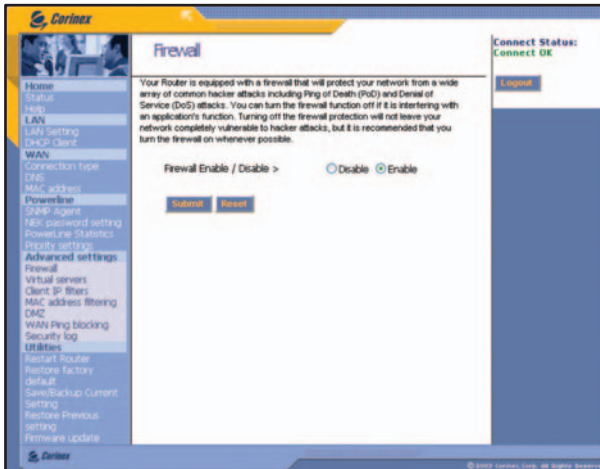 Corinex
Firewall
Connect Status:
Connect OK
Logout
Your Router is equipped with a firewall that will protect your network from a wide
array of common hacker attacks including Ping of Death (PoD) and Denial of
Service (DoS) attacks. You can turn the firewall function off if it is interfering with
an application's function. Turning off the firewall protection will not leave your
network completely vulnerable to hacker attacks, but it is recommended that you
turn the firewall on whenever possible.
Firewall Enable / Disable > Disable Enable
Submit Reset
Home
Status
Help
LAN
LAN Setting
DHCP Client
WAN
Connection type
DNS
MAC address
Powerline
SNMP Agent
NEK password setting
PowerLine Statistics
Priority settings
Advanced settings
Firewall
Virtual servers
Client IP filters
MAC address filtering
DMZ
WAN Ping blocking
Security log
Utilities
Restart Router
Restore factory
default
Save/Backup Current
Setting
Restore Previous
setting
Firmware update
Corinex
© 2003 Corinex Corp. All Rights Reserved